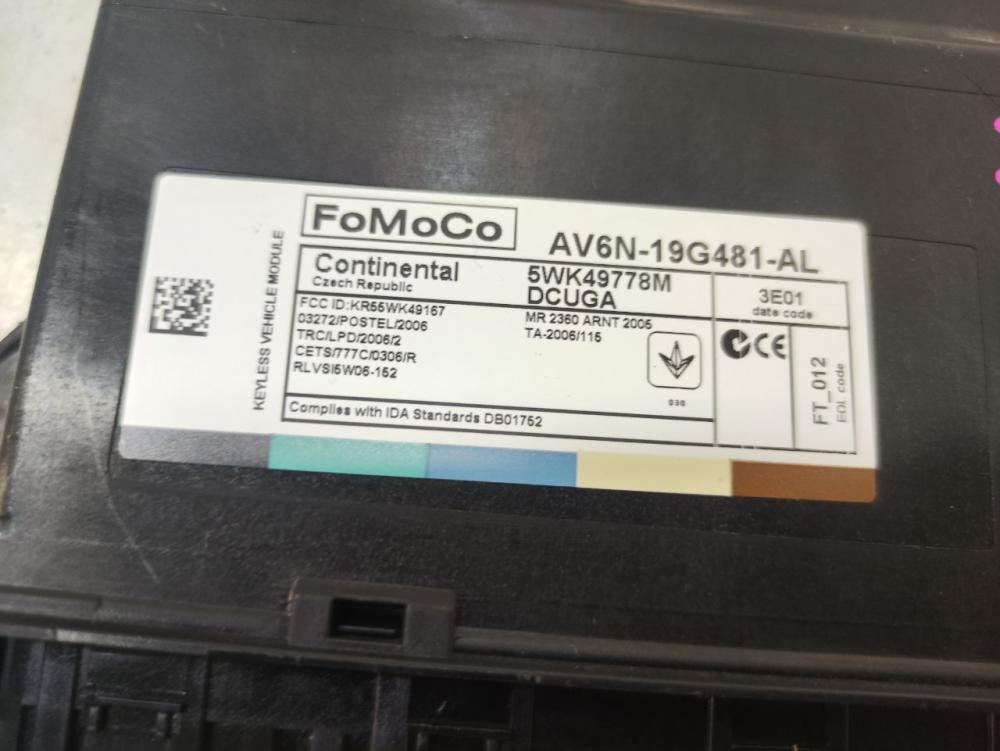 FoMoCo
AV6N-19G481-AL
KEYLESS VEHICLE MODULE
Continental
Czech Republic
5WK49778M
DCUGA
3E01
date code
FCC ID:KR55WK49167
03272/POSTEL/2006
TRC/LPD/2006/2
CETS/777C/0306/R
RLVSI5W06-152
MR 2360 ARNT 2005
TA-2006/115
030
CE
FT_012
EOL code
Complies with IDA Standards DB01752